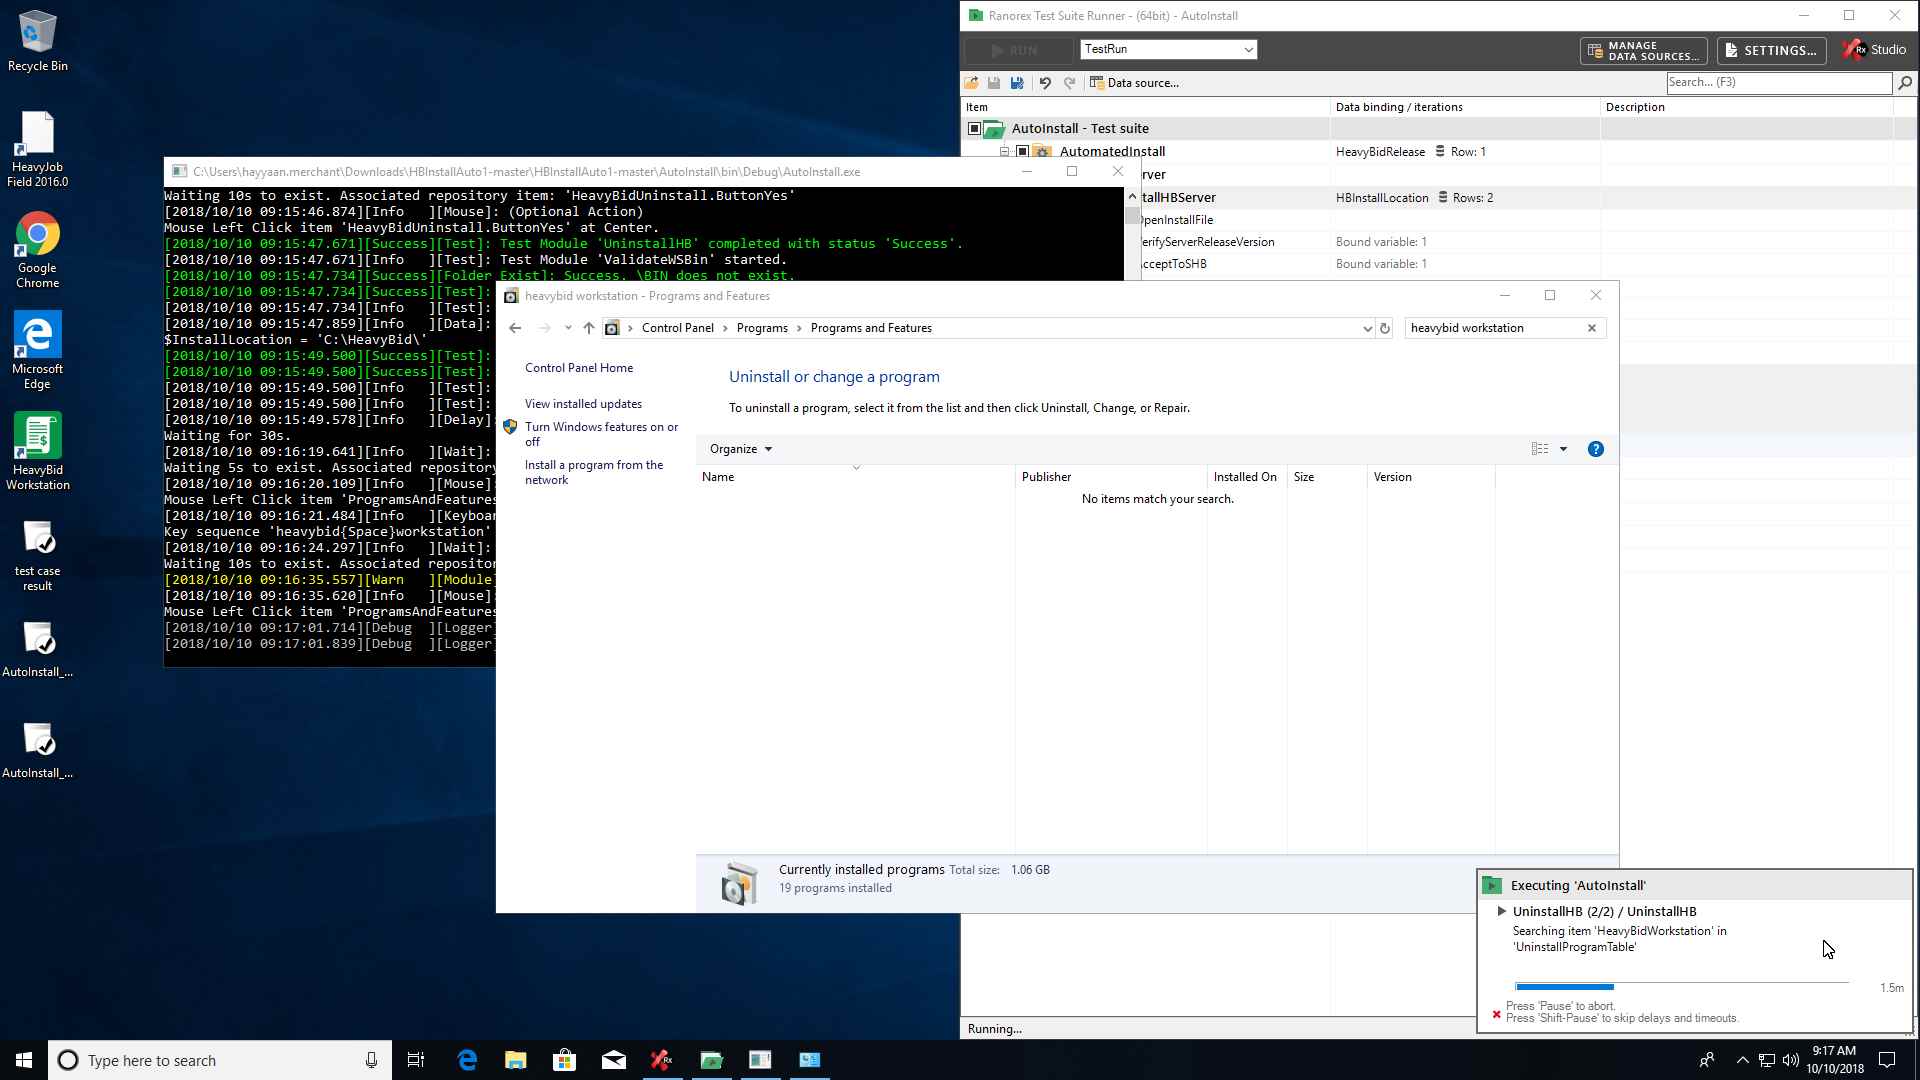 Recycle Bin
HeavyJob
Field 2016.0
Google
Chrome
Microsoft
Edge
HeavyBid
Workstation
test case
result
AutoInstall_...
AutoInstall_...
Ranorex Test Suite Runner - (64bit) - AutoInstall
RUN
TestRun
MANAGE
DATA SOURCES...
SETTINGS...
Rx Studio
Data source...
Search... (F3)
Item
Data binding / iterations
Description
AutoInstall - Test suite
AutomatedInstall
HeavyBidRelease Row: 1
rver
tallHBServer
HBInstallLocation Rows: 2
OpenInstallFile
VerifyServerReleaseVersion
Bound variable: 1
AcceptToSHB
Bound variable: 1
Running...
C:\Users\hayyaan.merchant\Downloads\HBInstallAuto1-master\HBInstallAuto1-master\AutoInstall\bin\Debug\AutoInstall.exe
Waiting 10s to exist. Associated repository item: 'HeavyBidUninstall.ButtonYes'
[2018/10/10 09:15:46.874][Info   ][Mouse]: (Optional Action)
Mouse Left Click item 'HeavyBidUninstall.ButtonYes' at Center.
[2018/10/10 09:15:47.671][Success][Test]: Test Module 'UninstallHB' completed with status 'Success'.
[2018/10/10 09:15:47.671][Info   ][Test]: Test Module 'ValidateWSBin' started.
[2018/10/10 09:15:47.734][Success][Folder Exist]: Success. \BIN does not exist.
[2018/10/10 09:15:47.734][Success][Test]:
[2018/10/10 09:15:47.734][Info   ][Test]:
[2018/10/10 09:15:47.859][Info   ][Data]:
$InstallLocation = 'C:\HeavyBid\'
[2018/10/10 09:15:49.500][Success][Test]:
[2018/10/10 09:15:49.500][Success][Test]:
[2018/10/10 09:15:49.500][Info   ][Test]:
[2018/10/10 09:15:49.500][Info   ][Test]:
[2018/10/10 09:15:49.578][Info   ][Delay]:
Waiting for 30s.
[2018/10/10 09:16:19.641][Info   ][Wait]:
Waiting 5s to exist. Associated repository
[2018/10/10 09:16:20.109][Info   ][Mouse]:
Mouse Left Click item 'ProgramsAndFeatures
[2018/10/10 09:16:21.484][Info   ][Keyboar
Key sequence 'heavybid{Space}workstation'
[2018/10/10 09:16:24.297][Info   ][Wait]:
Waiting 10s to exist. Associated repositor
[2018/10/10 09:16:35.557][Warn   ][Module]
[2018/10/10 09:16:35.620][Info   ][Mouse]:
Mouse Left Click item 'ProgramsAndFeatures
[2018/10/10 09:17:01.714][Debug  ][Logger]
[2018/10/10 09:17:01.839][Debug  ][Logger]
heavybid workstation - Programs and Features
Control Panel
Programs
Programs and Features
heavybid workstation
Control Panel Home
View installed updates
Turn Windows features on or
off
Install a program from the
network
Uninstall or change a program
To uninstall a program, select it from the list and then click Uninstall, Change, or Repair.
Organize
Name
Publisher
Installed On
Size
Version
No items match your search.
Currently installed programs Total size: 1.06 GB
19 programs installed
Executing 'AutoInstall'
UninstallHB (2/2) / UninstallHB
Searching item 'HeavyBidWorkstation' in
'UninstallProgramTable'
1.5m
Press 'Pause' to abort.
Press 'Shift-Pause' to skip delays and timeouts.
Type here to search
9:17 AM
10/10/2018